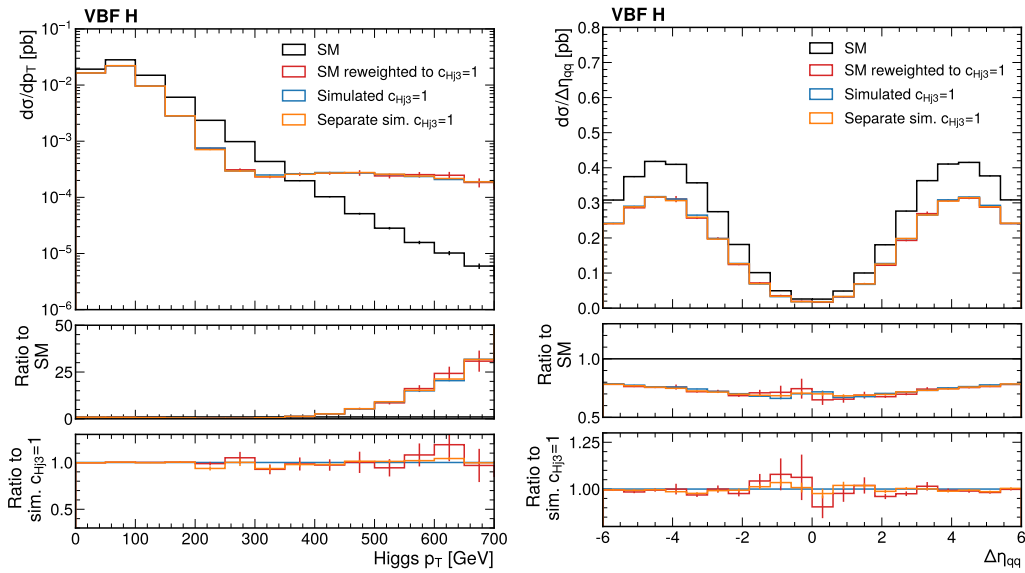 VBF H
dσ/dp_T [pb]
10⁻¹
10⁻²
10⁻³
10⁻⁴
10⁻⁵
10⁻⁶
SM
SM reweighted to c_Hj3=1
Simulated c_Hj3=1
Separate sim. c_Hj3=1
Ratio to
SM
50
25
0
Ratio to
sim. c_Hj3=1
1.0
0.5
0 100 200 300 400 500 600 700
Higgs p_T [GeV]
VBF H
dσ/Δη_qq [pb]
0.8
0.7
0.6
0.5
0.4
0.3
0.2
0.1
0.0
SM
SM reweighted to c_Hj3=1
Simulated c_Hj3=1
Separate sim. c_Hj3=1
Ratio to
SM
1.0
0.5
Ratio to
sim. c_Hj3=1
1.25
1.00
-6 -4 -2 0 2 4 6
Δη_qq